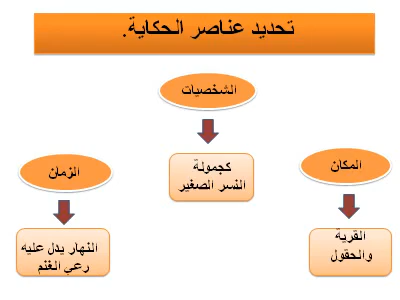 تحديد عناصر الحكاية.
الشخصيات
كجمولة
النسر الصغير
المكان
القرية
والحقول
الزمان
النهار يدل عليه
رعي الغنم